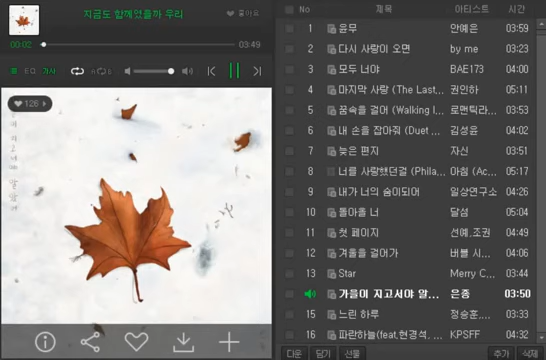 지금도 함께였을까 우리
좋아요
00:02
03:49
EQ 가사
126
No 제목 아티스트 시간
1 윤무 안예은 03:59
2 다시 사랑이 오면 by me 03:23
3 모두 너야 BAE173 04:00
4 마지막 사랑 (The Last,... 권인하 05:11
5 꿈속을 걸어 (Walking I... 로맨틱라... 03:53
6 내 손을 잡아줘 (Duet ... 김성윤 04:02
7 늦은 편지 자신 03:51
8 너를 사랑했던걸 (Phila... 아침 (Ac... 05:17
9 내가 너의 숨이되어 일상연구소 04:26
10 돌아올 너 달섬 05:04
11 첫 페이지 선예,조권 04:49
12 겨울을 걸어가 버블 시... 04:06
13 Star Merry C... 03:44
가을이 지고서야 알... 은종 03:50
15 느린 하루 정승훈,... 03:33
16 파란하늘(feat,현경석. ... KPSFF 04:32
다운 담기 선물 추가 삭제